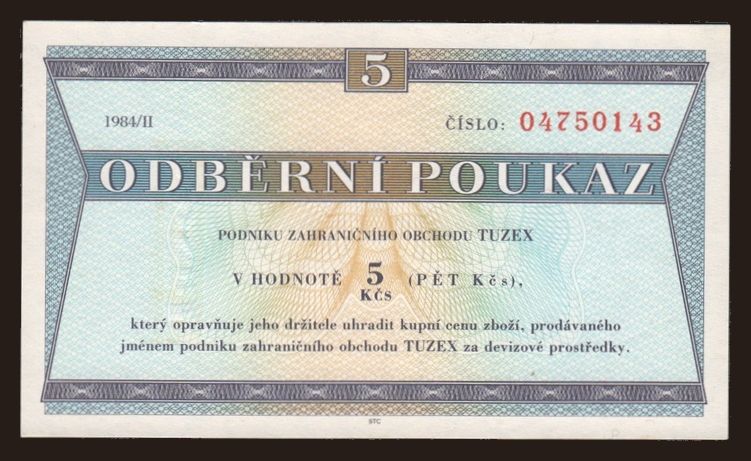 5
1984/II ČÍSLO: 04750143
ODBĚRNÍ POUKAZ
PODNIKU ZAHRANIČNÍHO OBCHODU TUZEX
V HODNOTĚ 5 KČS (PĚT Kčs),
který opravňuje jeho držitele uhradit kupní cenu zboží, prodávaného
jménem podniku zahraničního obchodu TUZEX za devizové prostředky.
STC